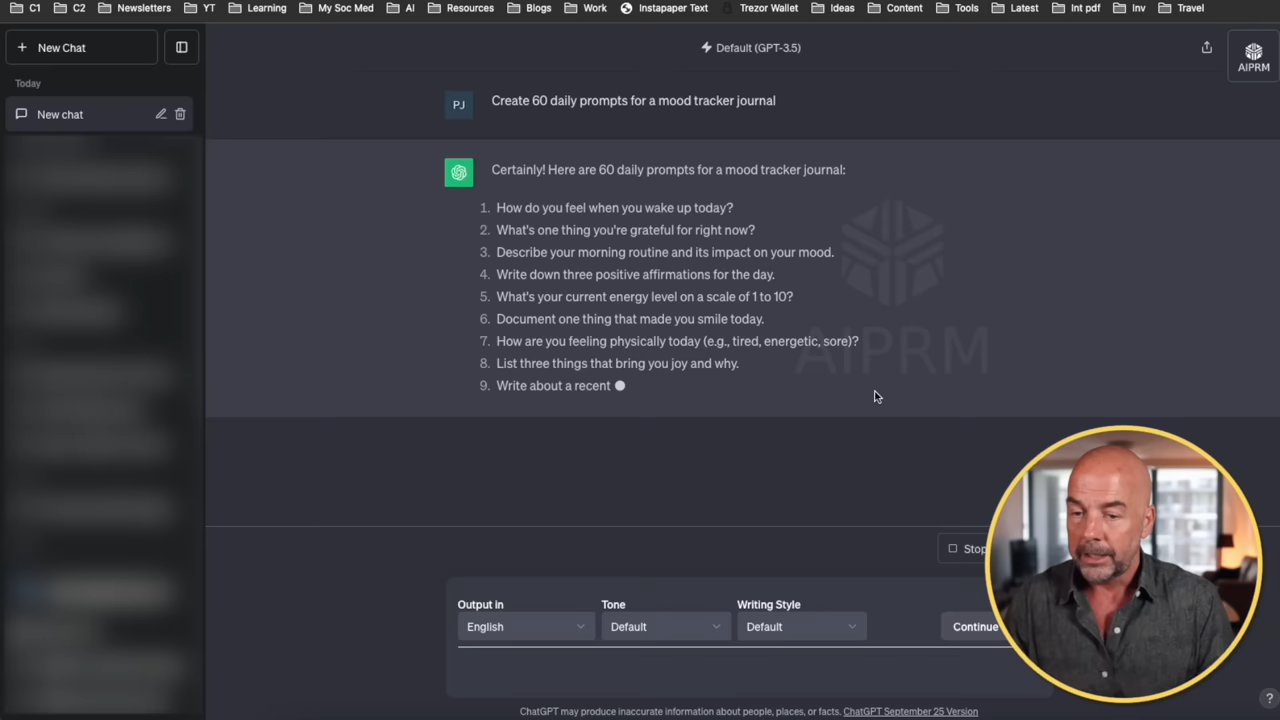 C1 C2 Newsletters YT Learning My Soc Med AI Resources Blogs Work Instapaper Text Trezor Wallet Ideas Content Tools Latest Int pdf Inv Travel
+ New Chat
Default (GPT-3.5)
AIPRM
Today
New chat
PJ
Create 60 daily prompts for a mood tracker journal
Certainly! Here are 60 daily prompts for a mood tracker journal:
1. How do you feel when you wake up today?
2. What's one thing you're grateful for right now?
3. Describe your morning routine and its impact on your mood.
4. Write down three positive affirmations for the day.
5. What's your current energy level on a scale of 1 to 10?
6. Document one thing that made you smile today.
7. How are you feeling physically today (e.g., tired, energetic, sore)?
8. List three things that bring you joy and why.
9. Write about a recent
AIPRM
Stop
Output in Tone Writing Style
English Default Default Continue
ChatGPT may produce inaccurate information about people, places, or facts. ChatGPT September 25 Version
?